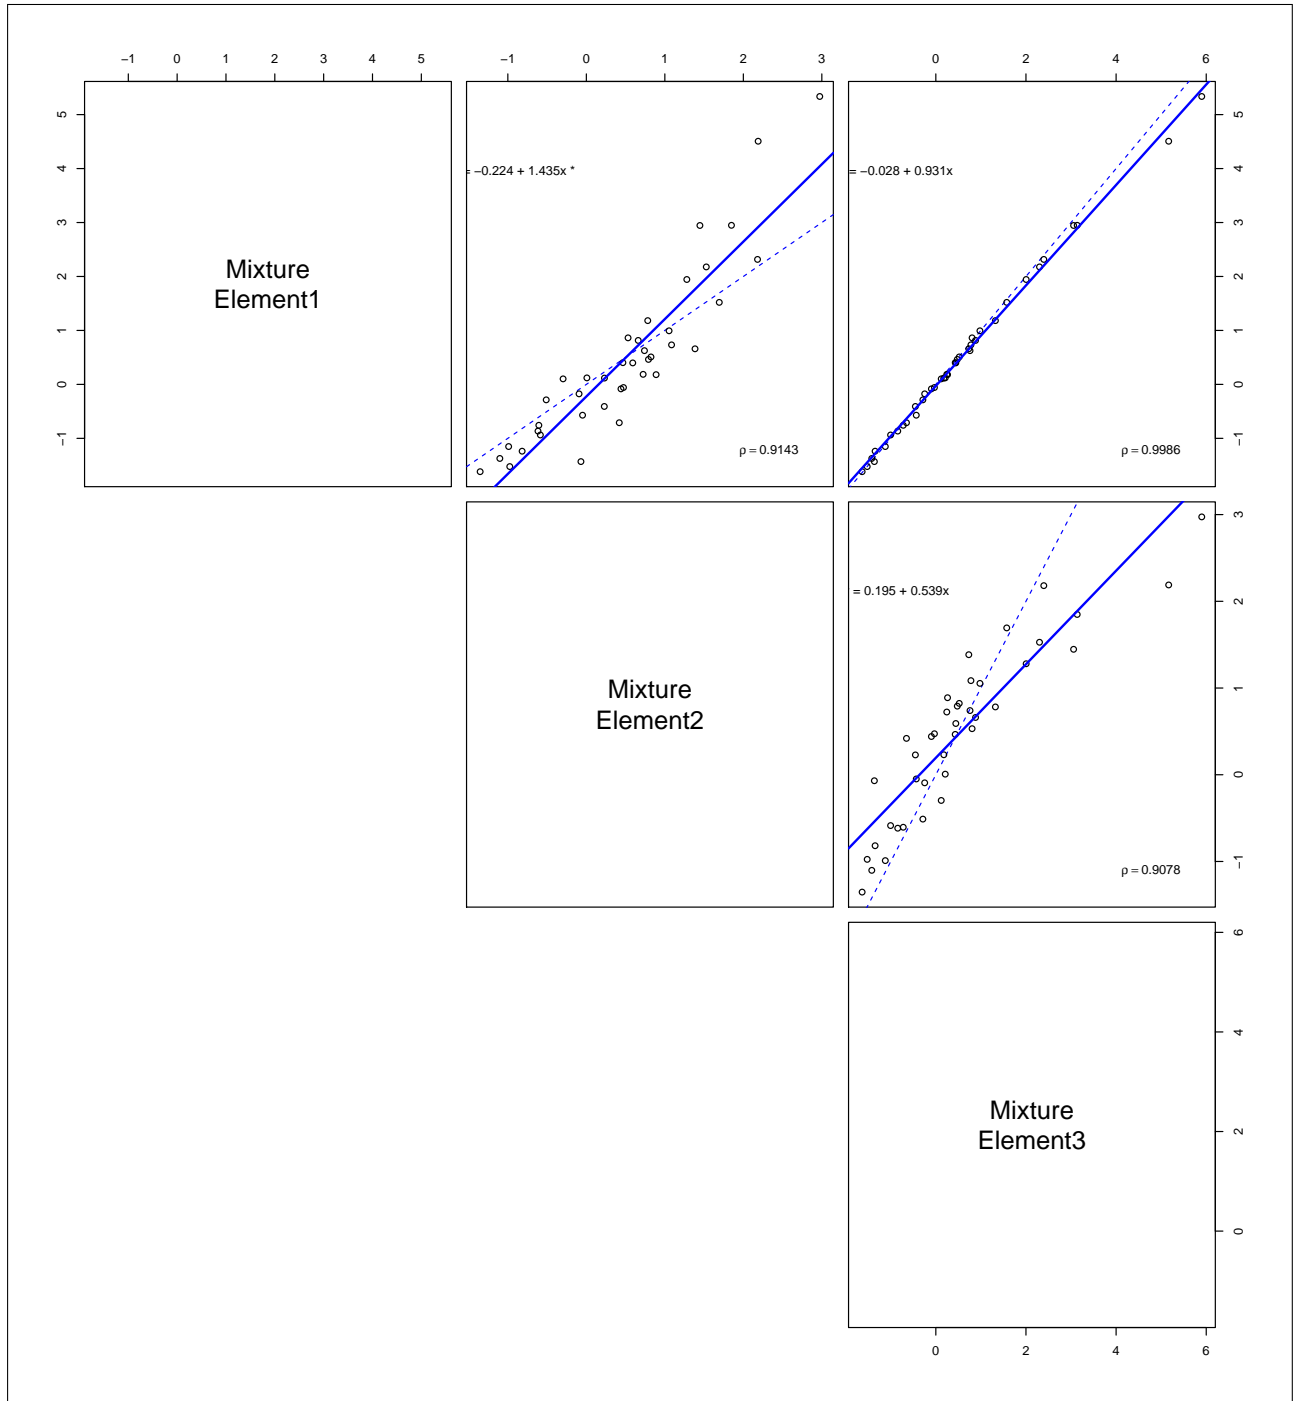 −1 0 1 2 3 4 5
−1 0 1 2 3
0 2 4 6
−1 0 1 2 3 4 5
Mixture
Element1
= −0.224 + 1.435x *
ρ = 0.9143
= −0.028 + 0.931x
ρ = 0.9986
−1 0 1 2 3 4 5
Mixture
Element2
= 0.195 + 0.539x
ρ = 0.9078
−1 0 1 2 3
Mixture
Element3
0 2 4 6
0 2 4 6